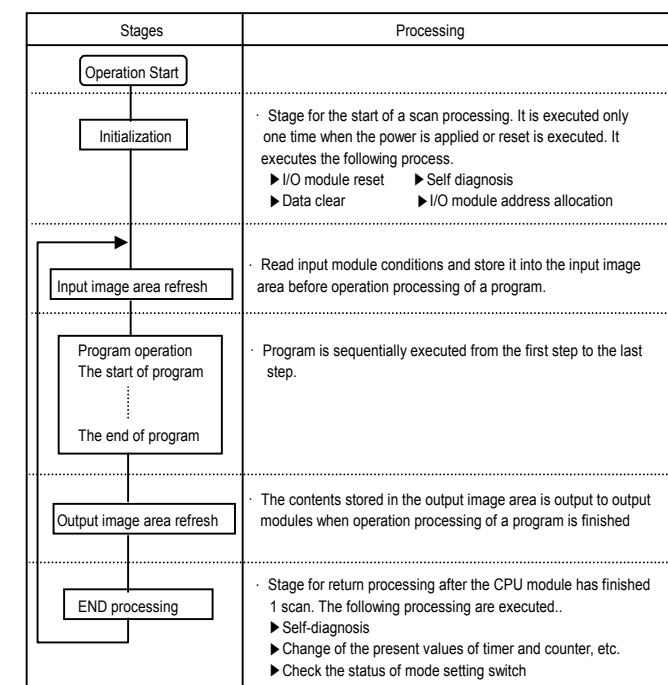 Stages
Processing
Operation Start
Initialization
· Stage for the start of a scan processing. It is executed only
one time when the power is applied or reset is executed. It
executes the following process.
▶I/O module reset ▶Self diagnosis
▶Data clear ▶I/O module address allocation
Input image area refresh
· Read input module conditions and store it into the input image
area before operation processing of a program.
Program operation
The start of program
The end of program
· Program is sequentially executed from the first step to the last
step.
Output image area refresh
· The contents stored in the output image area is output to output
modules when operation processing of a program is finished
END processing
· Stage for return processing after the CPU module has finished
1 scan. The following processing are executed..
▶Self-diagnosis
▶Change of the present values of timer and counter, etc.
▶Check the status of mode setting switch